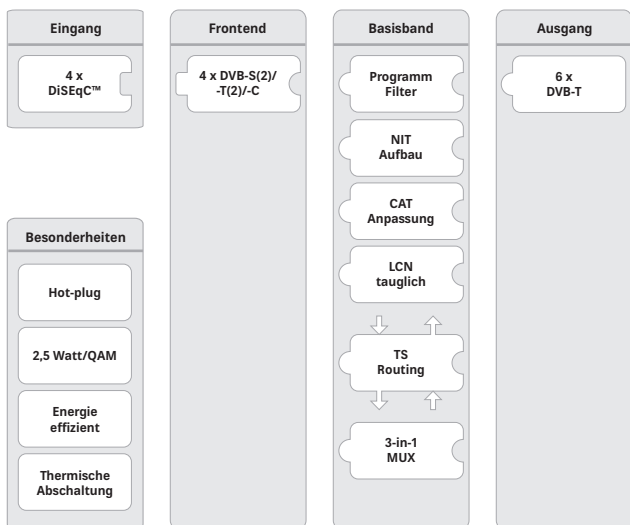 Eingang
4 x
DiSEqC™
Besonderheiten
Hot-plug
2,5 Watt/QAM
Energie
effizient
Thermische
Abschaltung
Frontend
4 x DVB-S(2)/
-T(2)/-C
Basisband
Programm
Filter
NIT
Aufbau
CAT
Anpassung
LCN
tauglich
TS
Routing
3-in-1
MUX
Ausgang
6 x
DVB-T